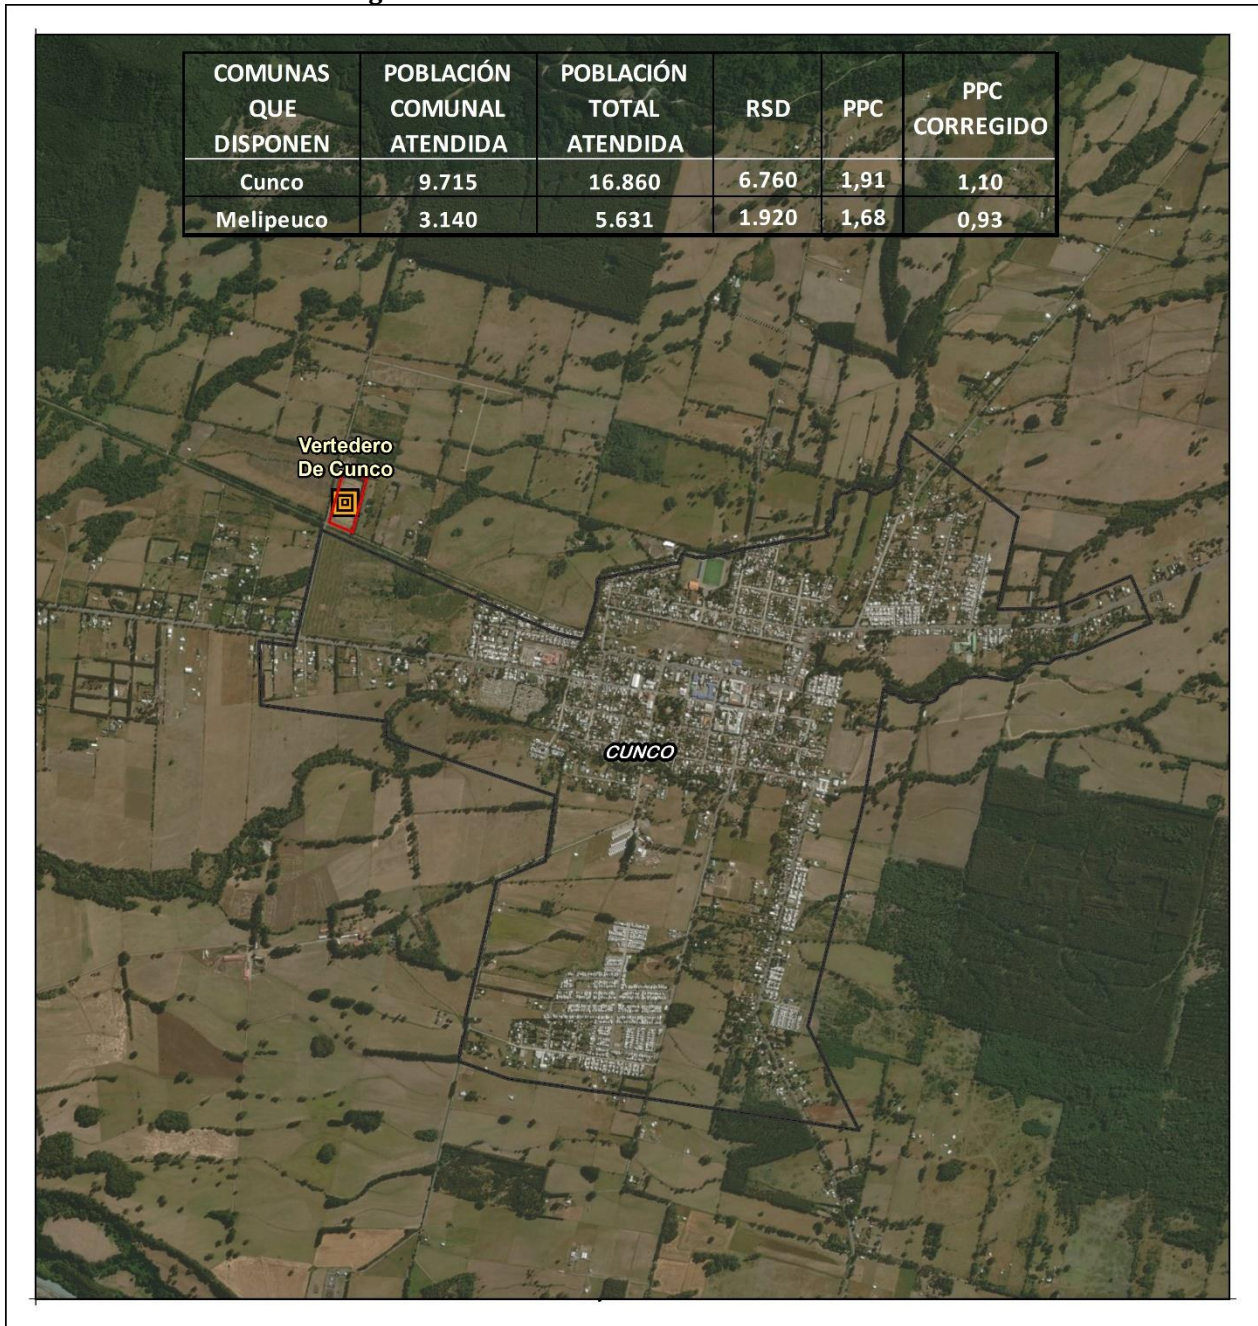 COMUNAS QUE DISPONEN POBLACIÓN COMUNAL ATENDIDA POBLACIÓN TOTAL ATENDIDA RSD PPC PPC CORREGIDO
Cunco 9.715 16.860 6.760 1,91 1,10
Melipeuco 3.140 5.631 1.920 1,68 0,93
Vertedero
De Cunco
CUNCO